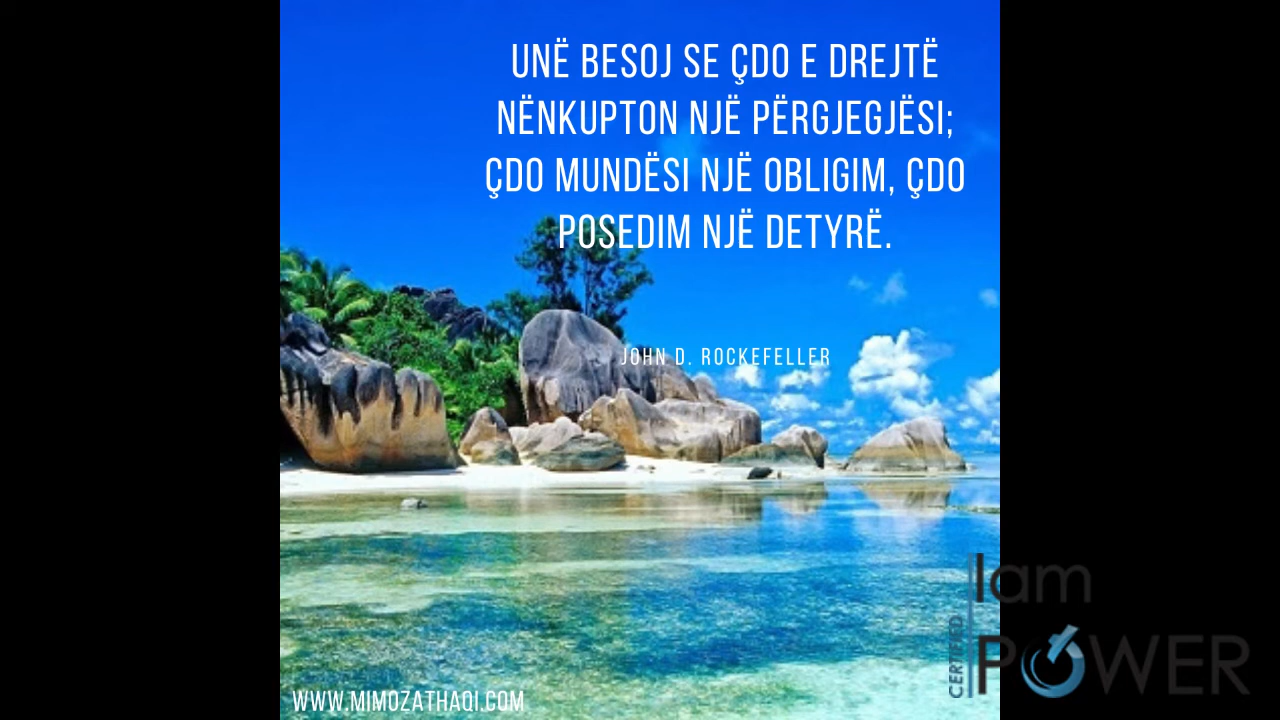 UNË BESOJ SE ÇDO E DREJTË
NËNKUPTON NJË PËRGJEGJËSI;
ÇDO MUNDËSI NJË OBLIGIM, ÇDO
POSEDIM NJË DETYRË.
JOHN D. ROCKEFELLER
I am
CERTIFIED
POWER
WWW.MIMOZATHAQI.COM